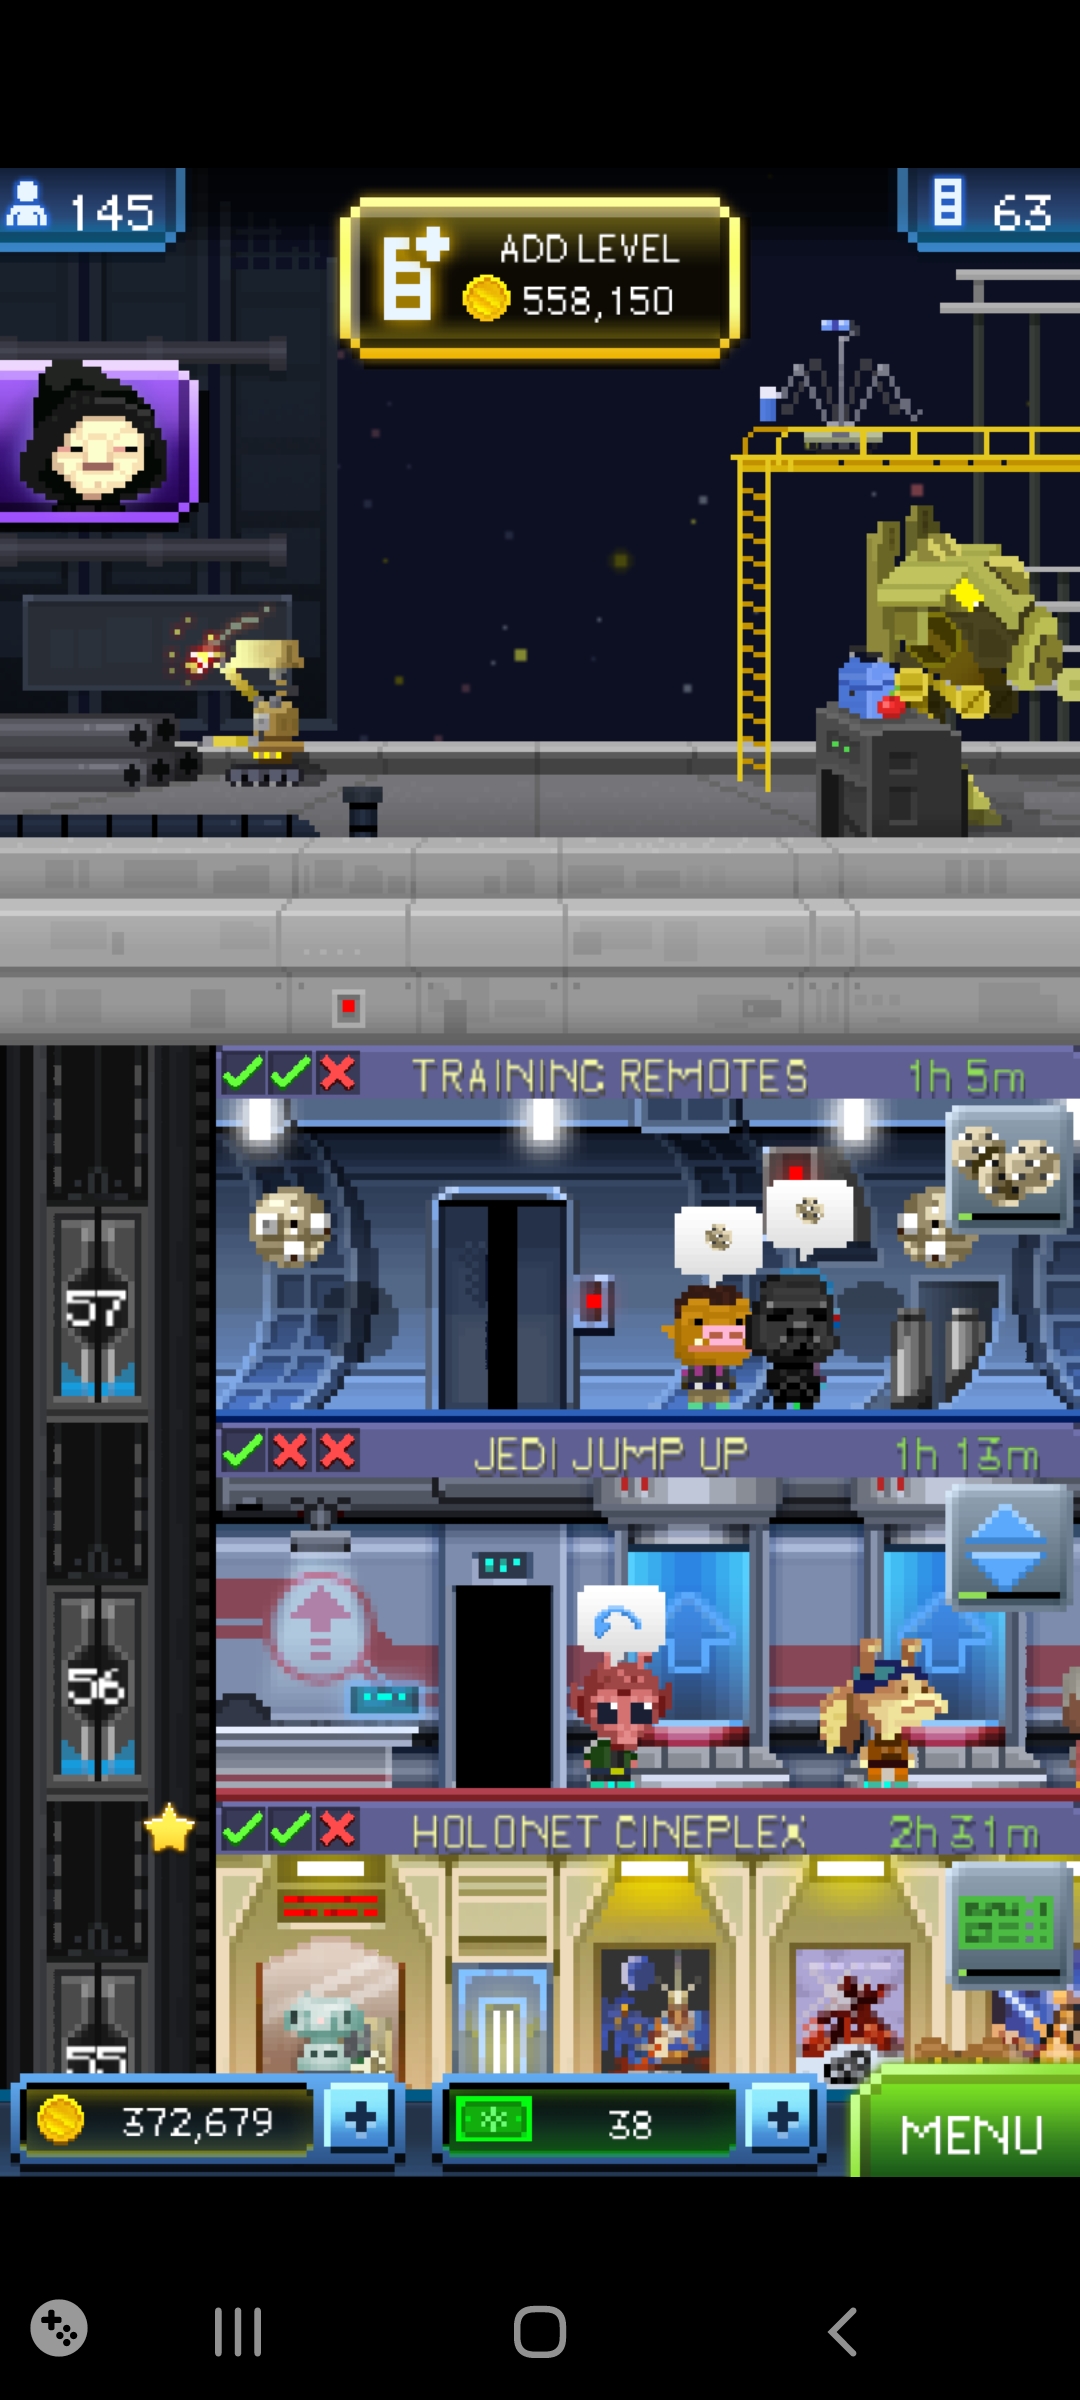 145
ADD LEVEL
558,150
63
TRAINING REMOTES 1h 5m
57
JEDI JUMP UP 1h 13m
56
HOLONET CINEPLEX 2h 31m
55
372,679
38
MENU